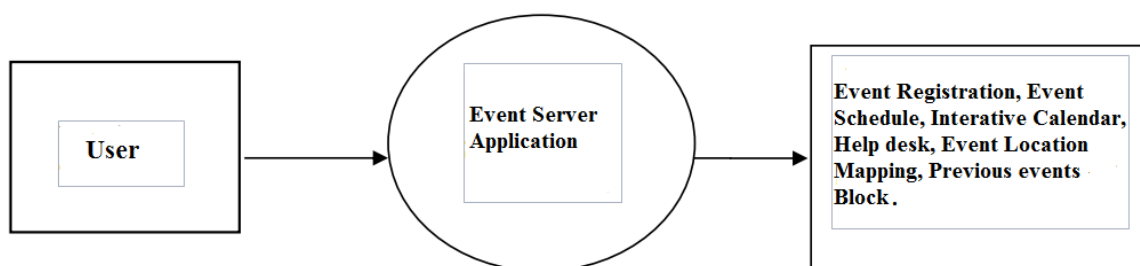 User
Event Server
Application
Event Registration, Event
Schedule, Interative Calendar,
Help desk, Event Location
Mapping, Previous events
Block.